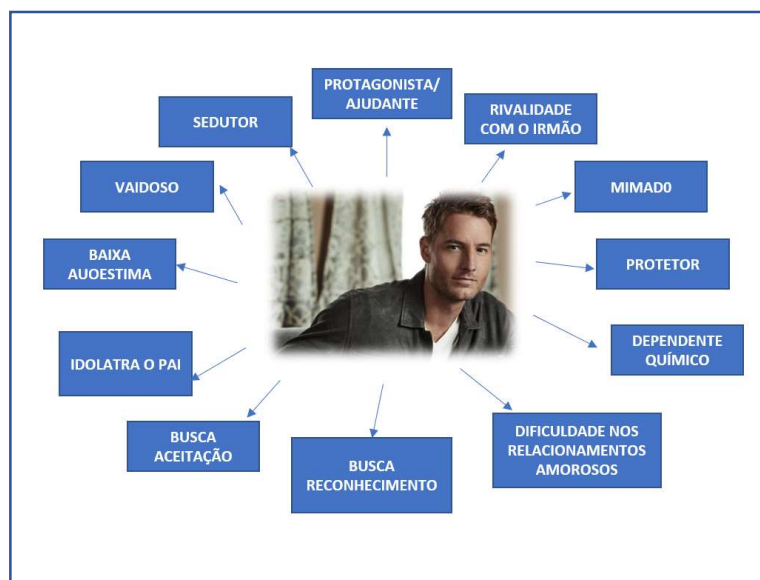 PROTAGONISTA/
AJUDANTE
RIVALIDADE
COM O IRMÃO
SEDUTOR
MIMAD0
VAIDOSO
BAIXA
AUOESTIMA
PROTETOR
DEPENDENTE
QUÍMICO
IDOLATRA O PAI
BUSCA
ACEITAÇÃO
BUSCA
RECONHECIMENTO
DIFICULDADE NOS
RELACIONAMENTOS
AMOROSOS